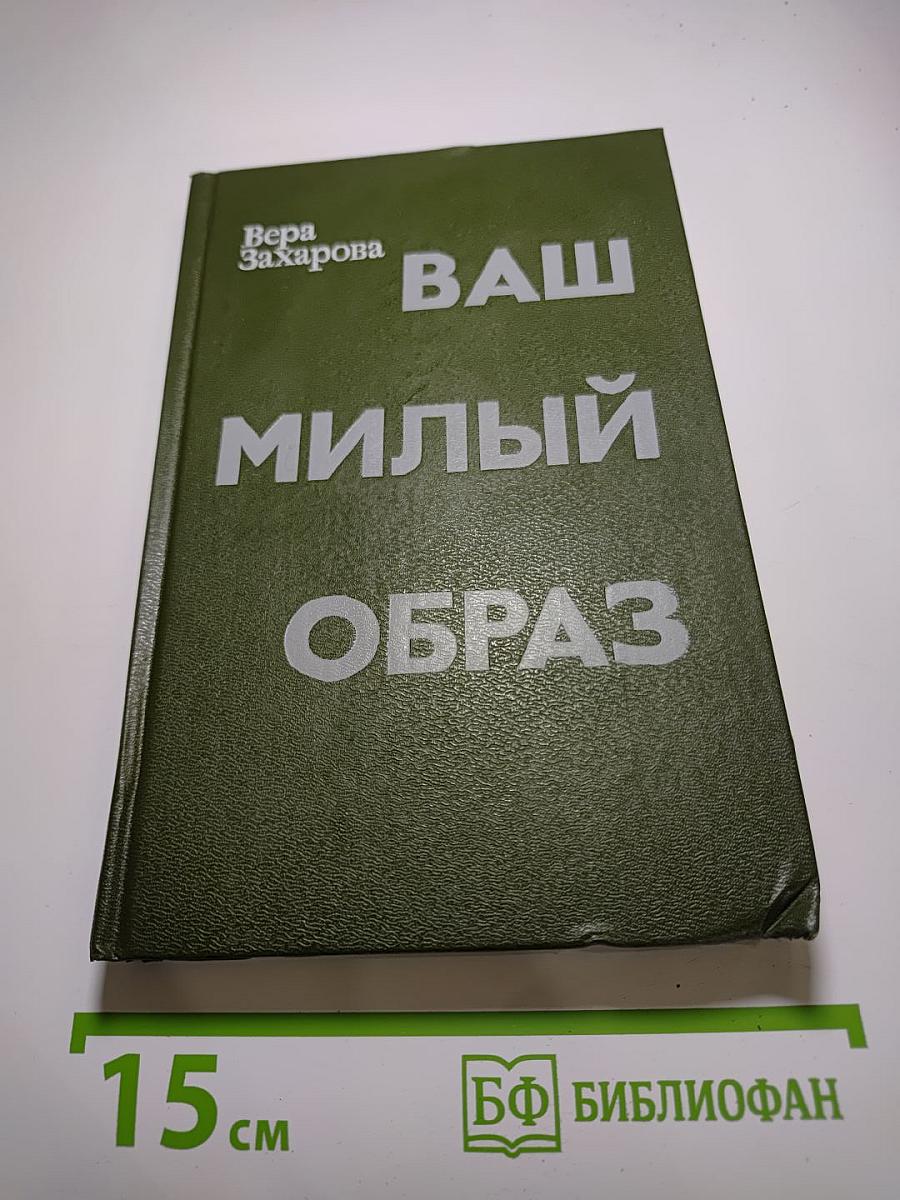 Вера
Захарова
ВАШ
МИЛЫЙ
ОБРАЗ
15 см
БФ БИБЛИОФАН